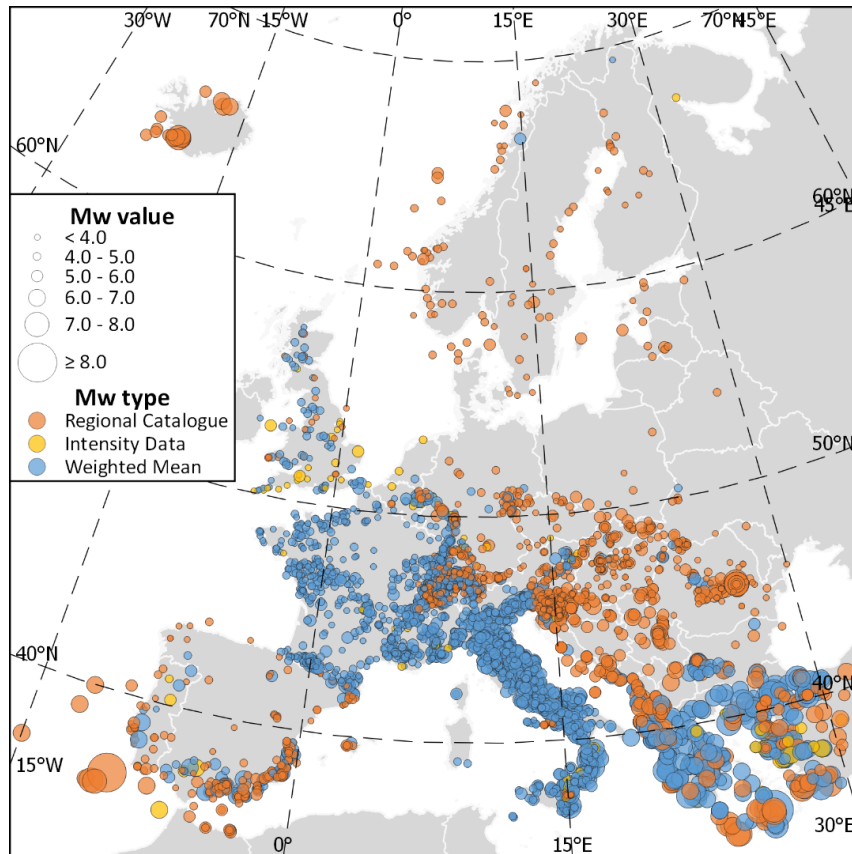 30°W 70°N 15°W 0° 15°E 30°E 70°N 45°E
60°N
60°N
45°E
Mw value
< 4.0
4.0 - 5.0
5.0 - 6.0
6.0 - 7.0
7.0 - 8.0
≥ 8.0
Mw type
Regional Catalogue
Intensity Data
Weighted Mean
50°N
40°N
40°N
15°W
30°E
0°
15°E